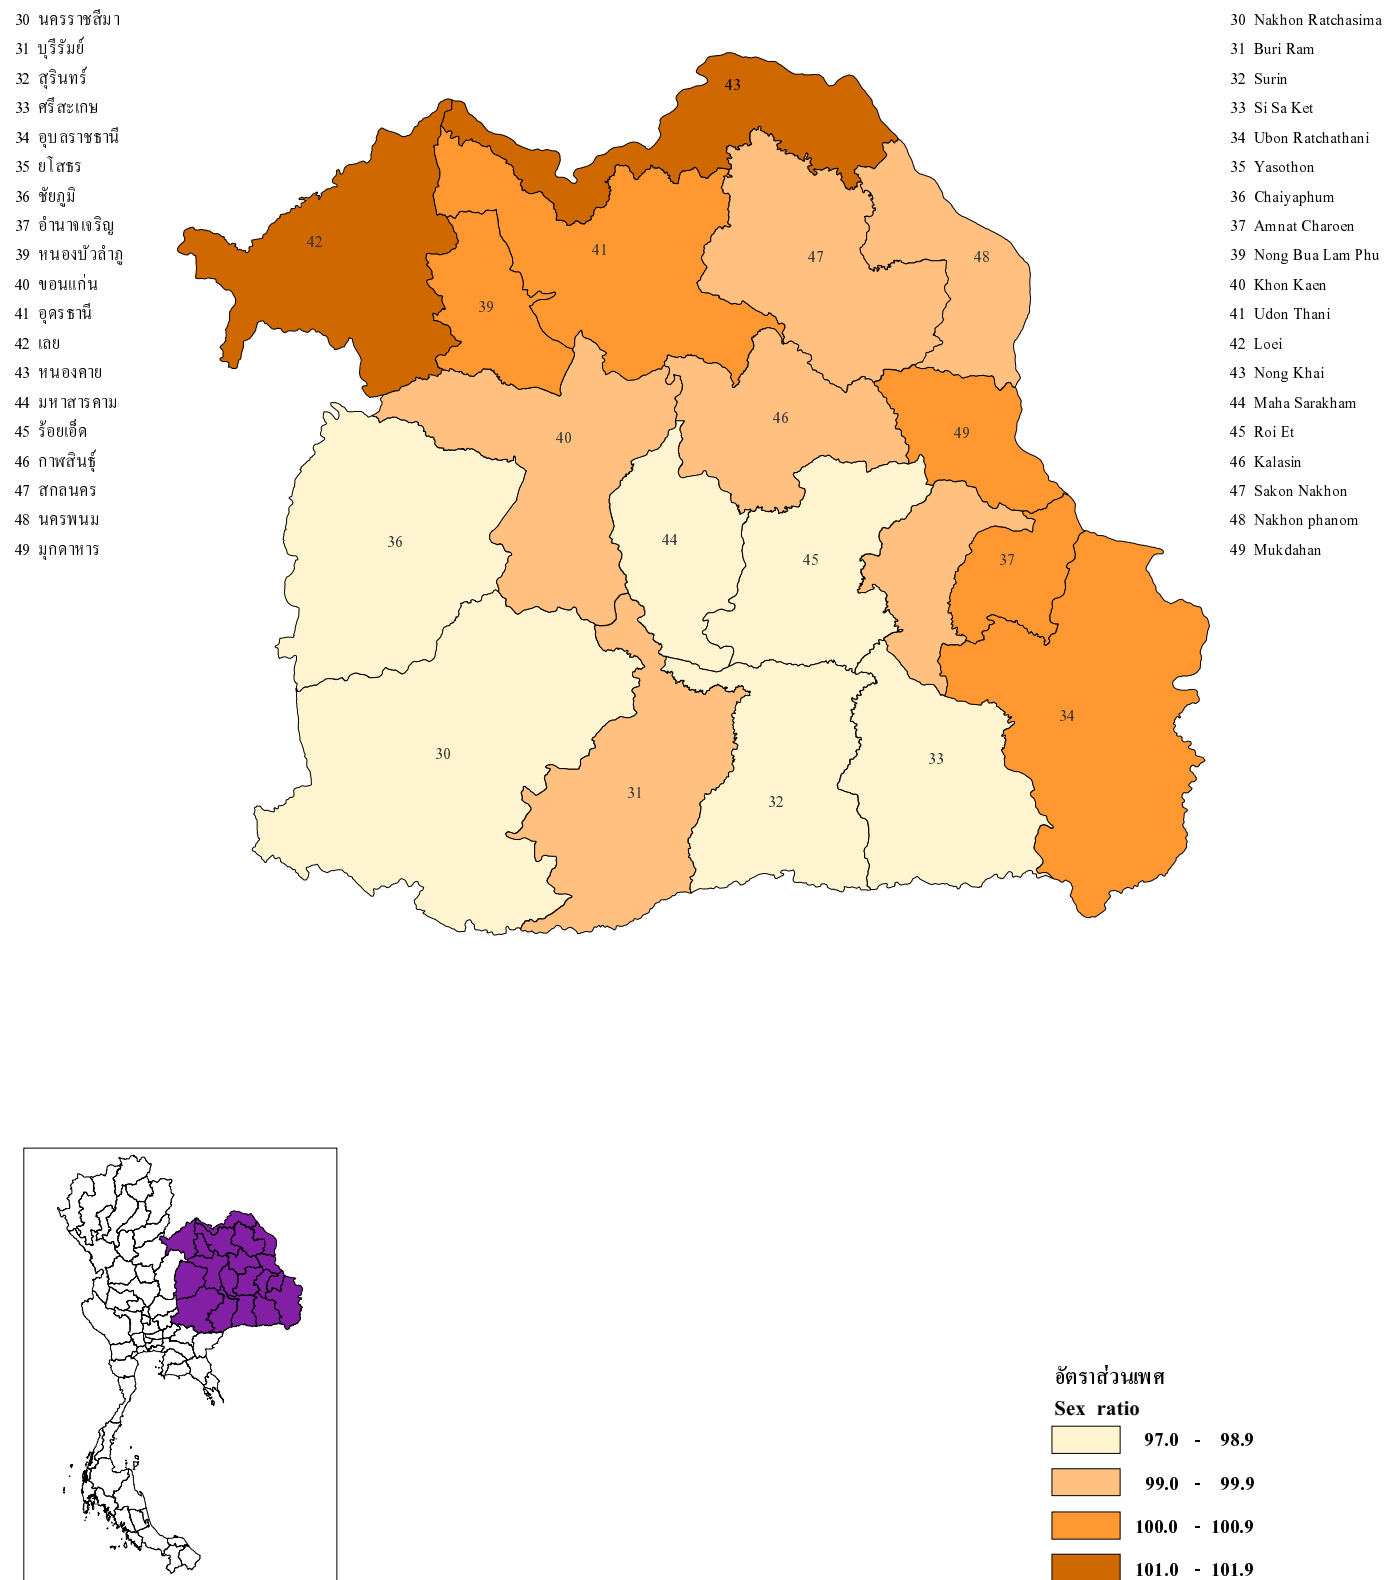 30 นครราชสีมา
31 บุรีรัมย์
32 สุรินทร์
33 ศรีสะเกษ
34 อุบลราชธานี
35 ยโสธร
36 ชัยภูมิ
37 อำนาจเจริญ
39 หนองบัวลำภู
40 ขอนแก่น
41 อุดรธานี
42 เลย
43 หนองคาย
44 มหาสารคาม
45 ร้อยเอ็ด
46 กาฬสินธุ์
47 สกลนคร
48 นครพนม
49 มุกดาหาร
30 Nakhon Ratchasima
31 Buri Ram
32 Surin
33 Si Sa Ket
34 Ubon Ratchathani
35 Yasothon
36 Chaiyaphum
37 Amnat Charoen
39 Nong Bua Lam Phu
40 Khon Kaen
41 Udon Thani
42 Loei
43 Nong Khai
44 Maha Sarakham
45 Roi Et
46 Kalasin
47 Sakon Nakhon
48 Nakhon phanom
49 Mukdahan
43
42
41
47
48
39
46
49
40
36
44
45
37
34
30
33
31
32
อัตราส่วนเพศ
Sex ratio
97.0 - 98.9
99.0 - 99.9
100.0 - 100.9
101.0 - 101.9